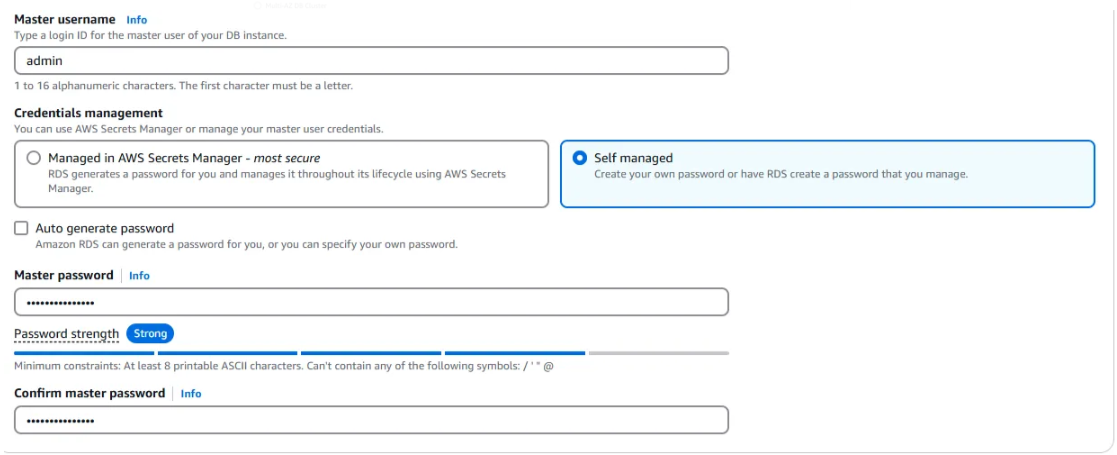 Master username Info
Type a login ID for the master user of your DB instance.
admin
1 to 16 alphanumeric characters. The first character must be a letter.
Credentials management
You can use AWS Secrets Manager or manage your master user credentials.
Managed in AWS Secrets Manager - most secure
RDS generates a password for you and manages it throughout its lifecycle using AWS Secrets
Manager.
Self managed
Create your own password or have RDS create a password that you manage.
Auto generate password
Amazon RDS can generate a password for you, or you can specify your own password.
Master password Info
•••••••••••••••
Password strength Strong
Minimum constraints: At least 8 printable ASCII characters. Can't contain any of the following symbols: / ' " @
Confirm master password Info
•••••••••••••••